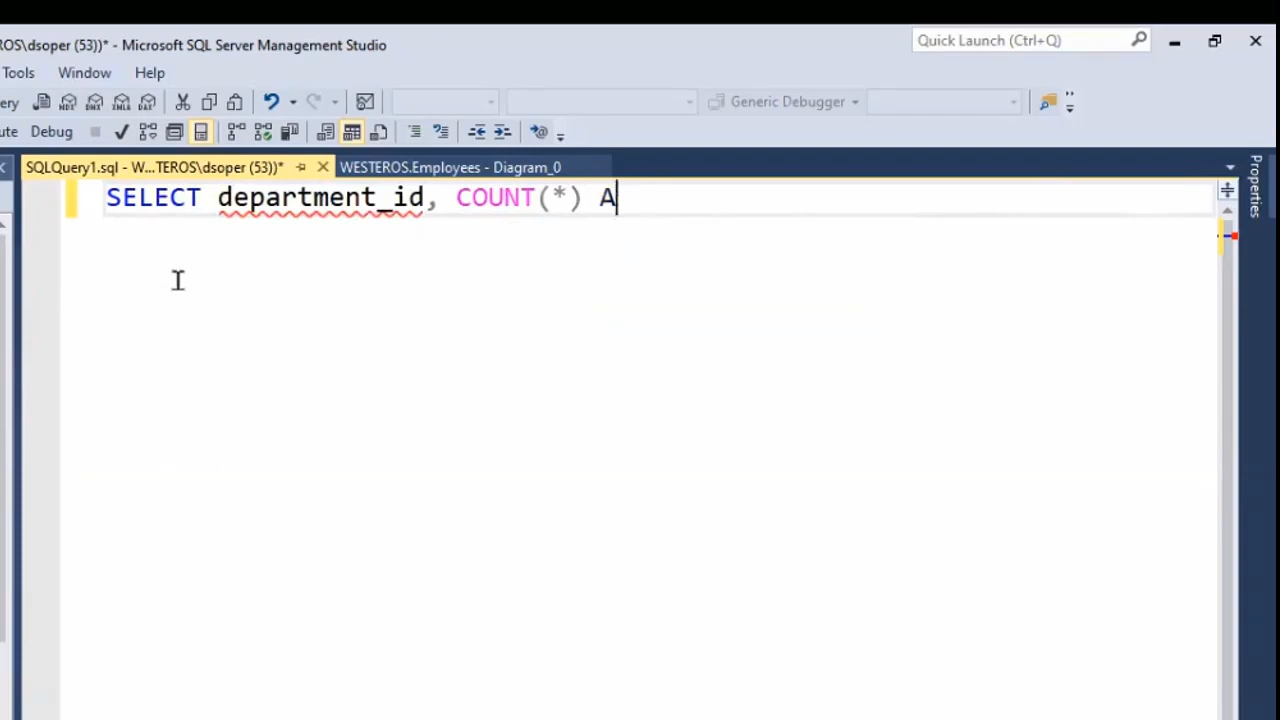 OS\dsoper (53))* - Microsoft SQL Server Management Studio
Quick Launch (Ctrl+Q)
Tools Window Help
ery Generic Debugger
ute Debug
SQLQuery1.sql - W...TEROS\dsoper (53))* WESTEROS.Employees - Diagram_0
SELECT department_id, COUNT(*) A
Properties